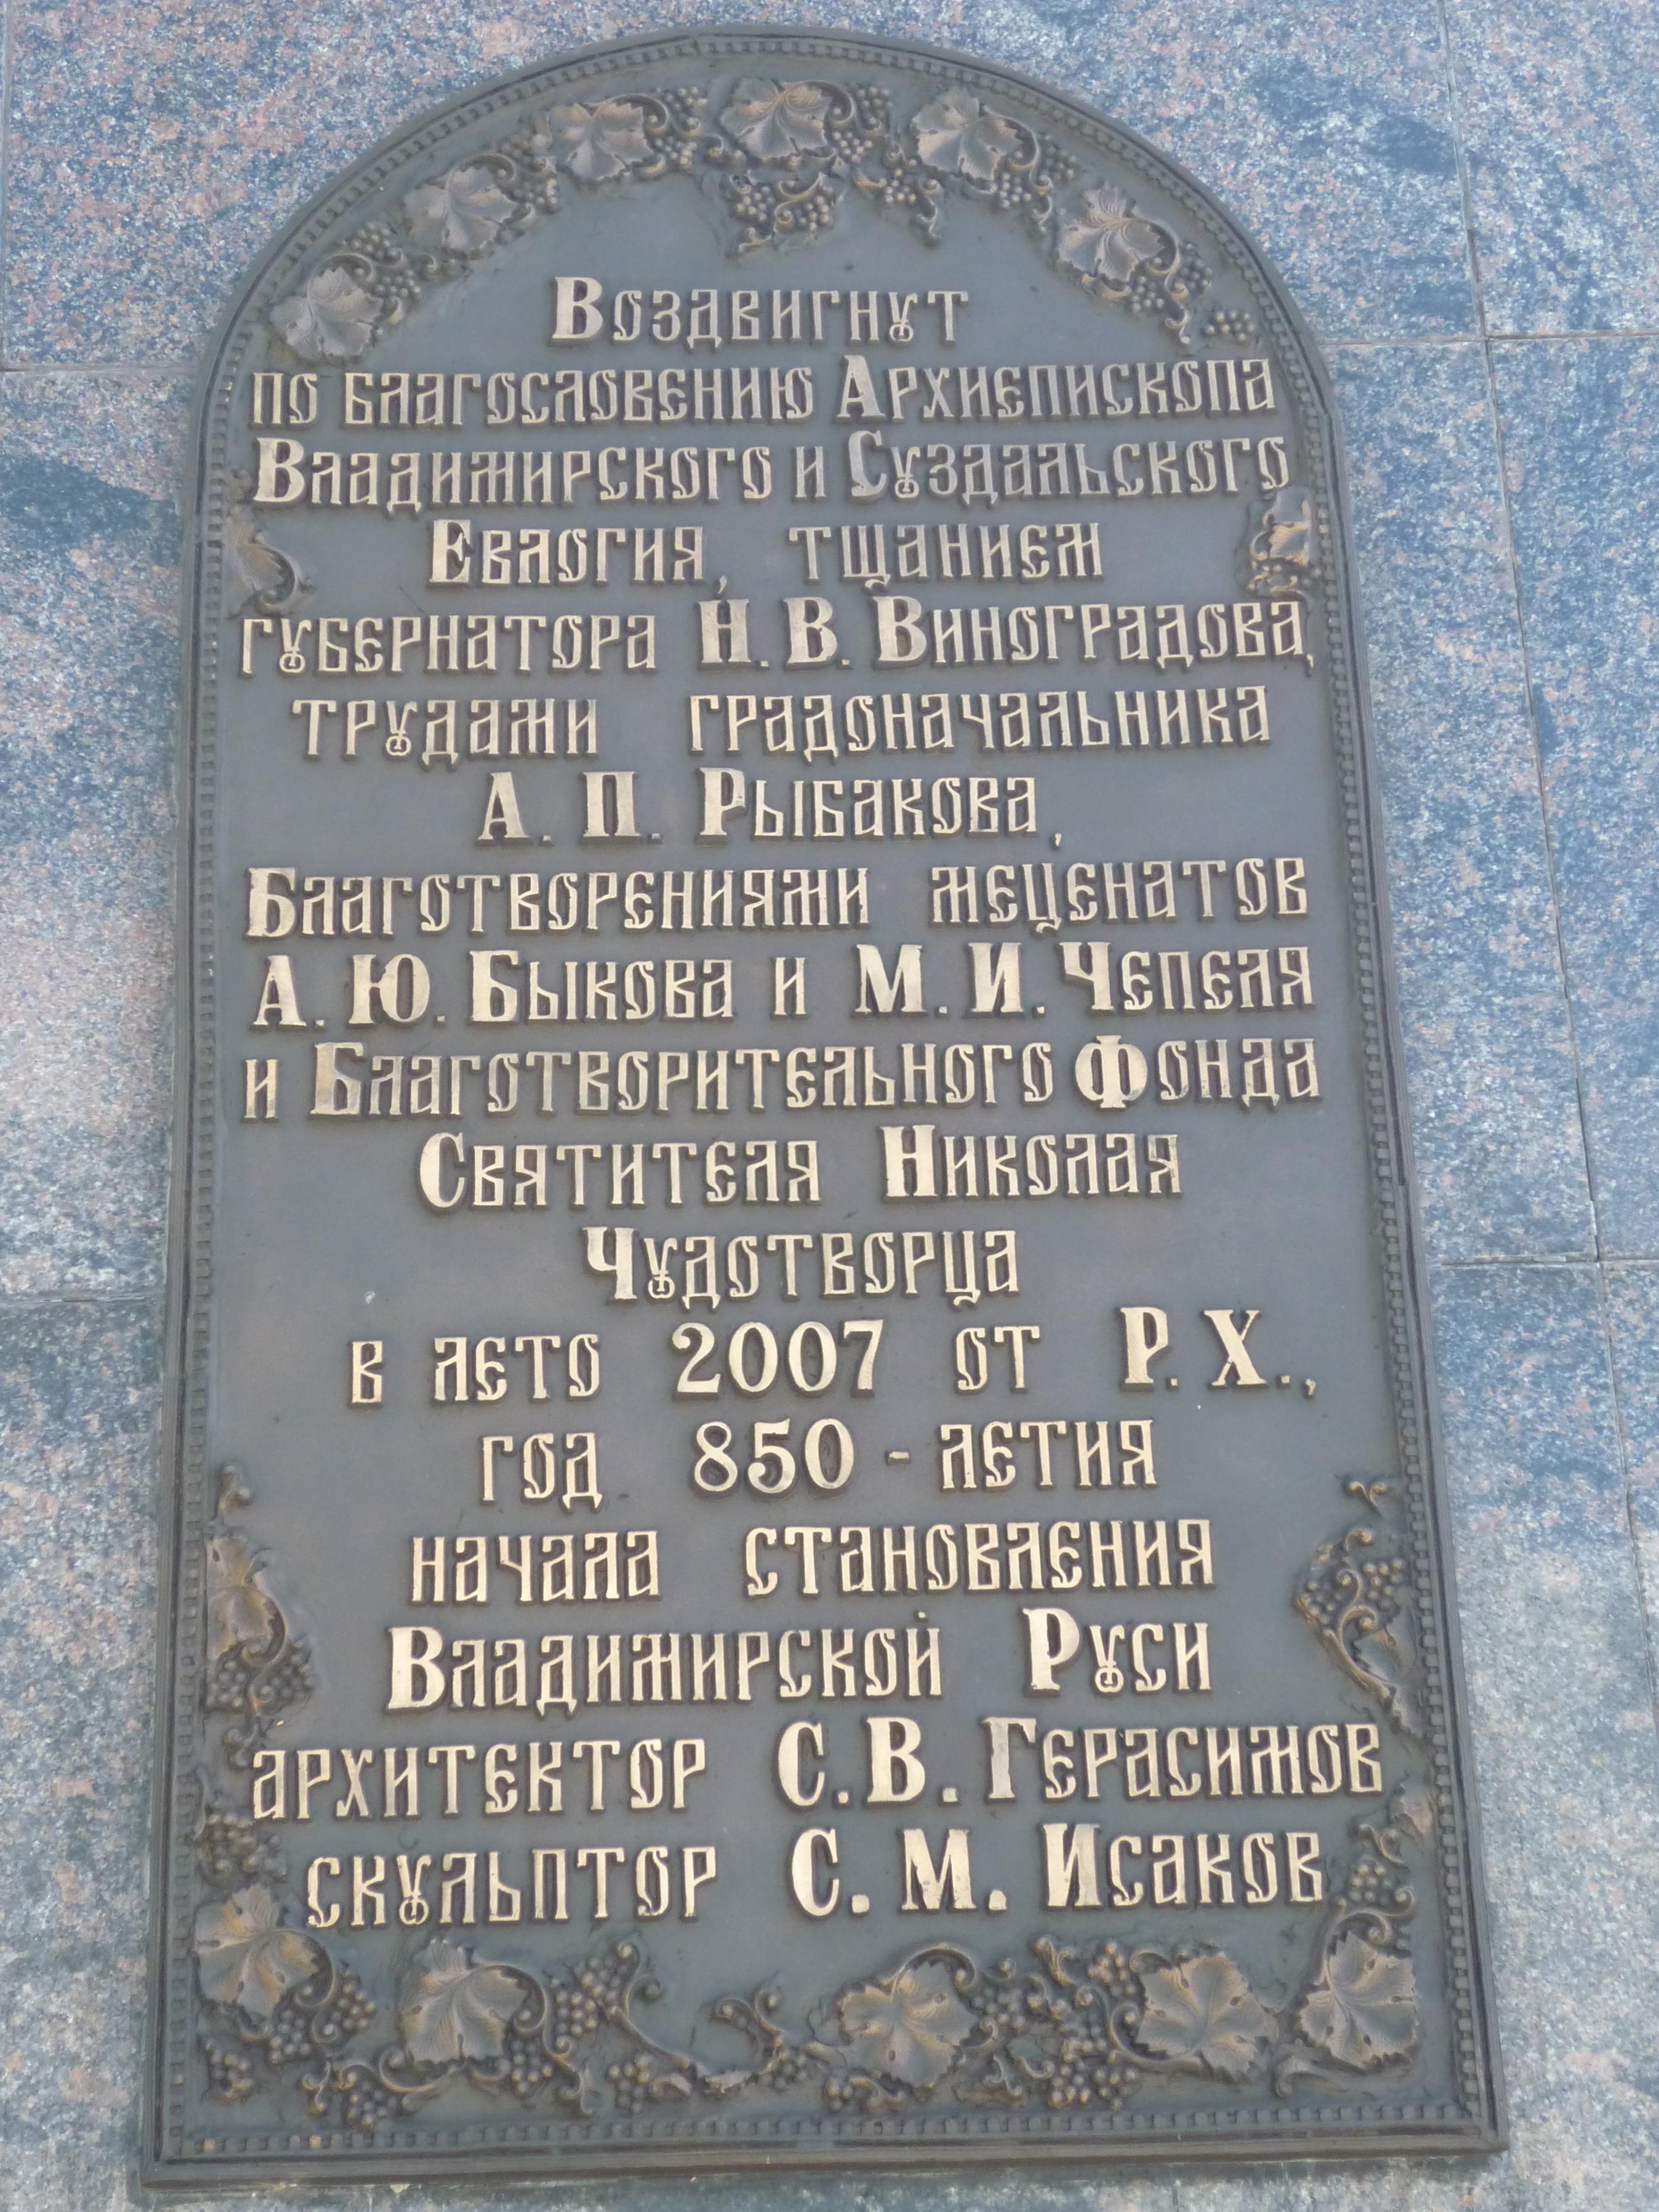 Воздвигнут
по благословению Архиепископа
Владимирского и Суздальского
Евлогия, тщанием
губернатора Н. В. Виноградова,
трудами градоначальника
А. П. Рыбакова,
Благотворениями меценатов
А. Ю. Быкова и М. И. Чепеля
и Благотворительного Фонда
Святителя Николая
Чудотворца
в лето 2007 от Р. Х.,
год 850 - летия
начала становления
Владимирской Руси
архитектор С. В. Герасимов
скульптор С. М. Исаков